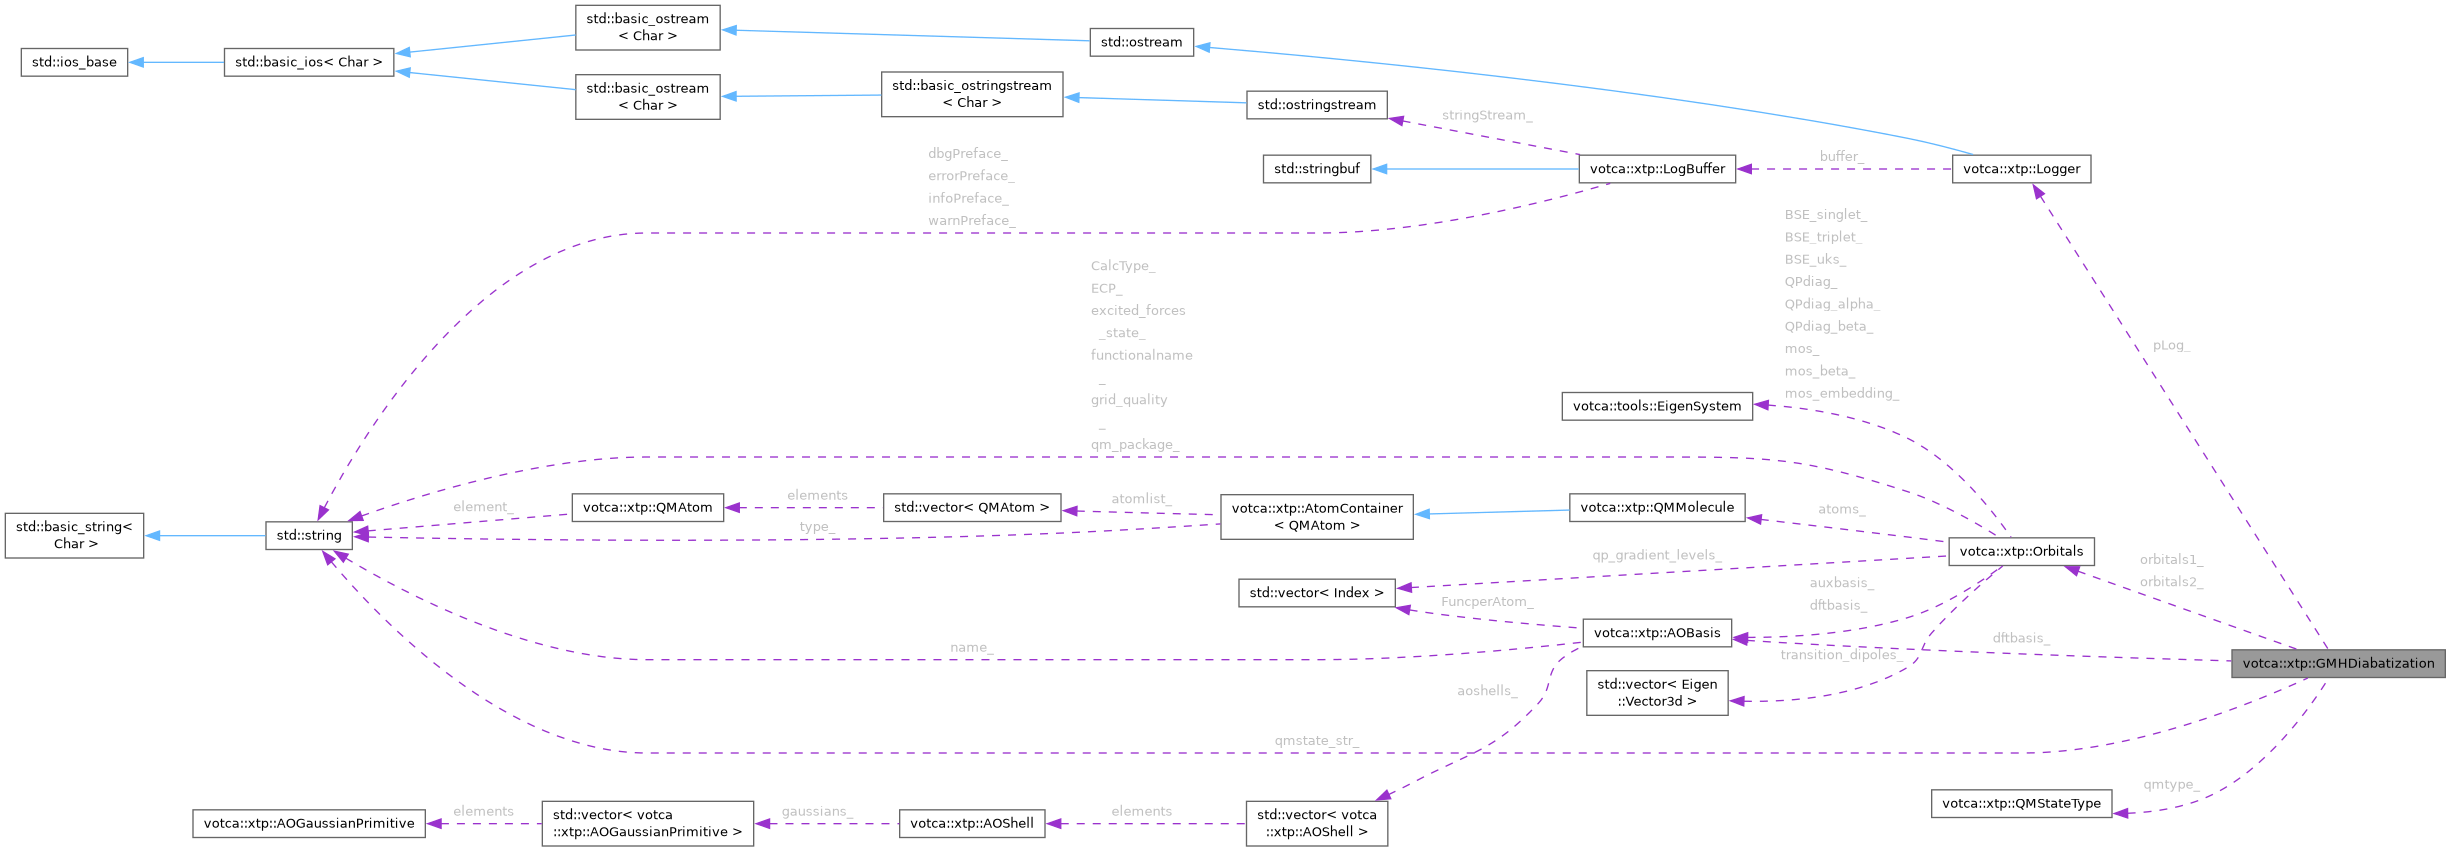 std::basic_ostream
< Char >
std::ostream
std::ios_base
std::basic_ios< Char >
std::basic_ostream
< Char >
std::basic_ostringstream
< Char >
std::ostringstream
stringStream_
dbgPreface_
errorPreface_
infoPreface_
warnPreface_
std::stringbuf
votca::xtp::LogBuffer
buffer_
votca::xtp::Logger
BSE_singlet_
BSE_triplet_
BSE_uks_
QPdiag_
QPdiag_alpha_
QPdiag_beta_
mos_
mos_beta_
mos_embedding_
pLog_
CalcType_
ECP_
excited_forces
_state_
functionalname
_
grid_quality
_
qm_package_
votca::tools::EigenSystem
std::basic_string<
Char >
std::string
element_
votca::xtp::QMAtom
elements
std::vector< QMAtom >
atomlist_
type_
votca::xtp::AtomContainer
< QMAtom >
votca::xtp::QMMolecule
atoms_
votca::xtp::Orbitals
orbitals1_
orbitals2_
qp_gradient_levels_
std::vector< Index >
FuncperAtom_
auxbasis_
dftbasis_
votca::xtp::AOBasis
dftbasis_
name_
transition_dipoles_
votca::xtp::GMHDiabatization
std::vector< Eigen
::Vector3d >
aoshells_
qmstate_str_
qmtype_
votca::xtp::QMStateType
votca::xtp::AOGaussianPrimitive
elements
std::vector< votca
::xtp::AOGaussianPrimitive >
gaussians_
votca::xtp::AOShell
elements
std::vector< votca
::xtp::AOShell >